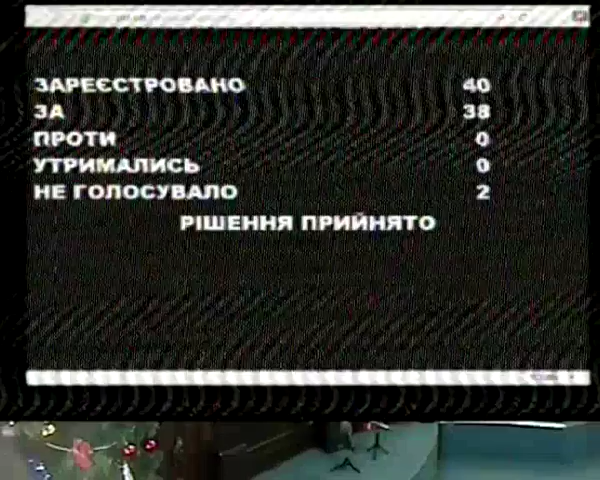 ЗАРЕЄСТРОВАНО 40
ЗА 38
ПРОТИ 0
УТРИМАЛИСЬ 0
НЕ ГОЛОСУВАЛО 2
РІШЕННЯ ПРИЙНЯТО